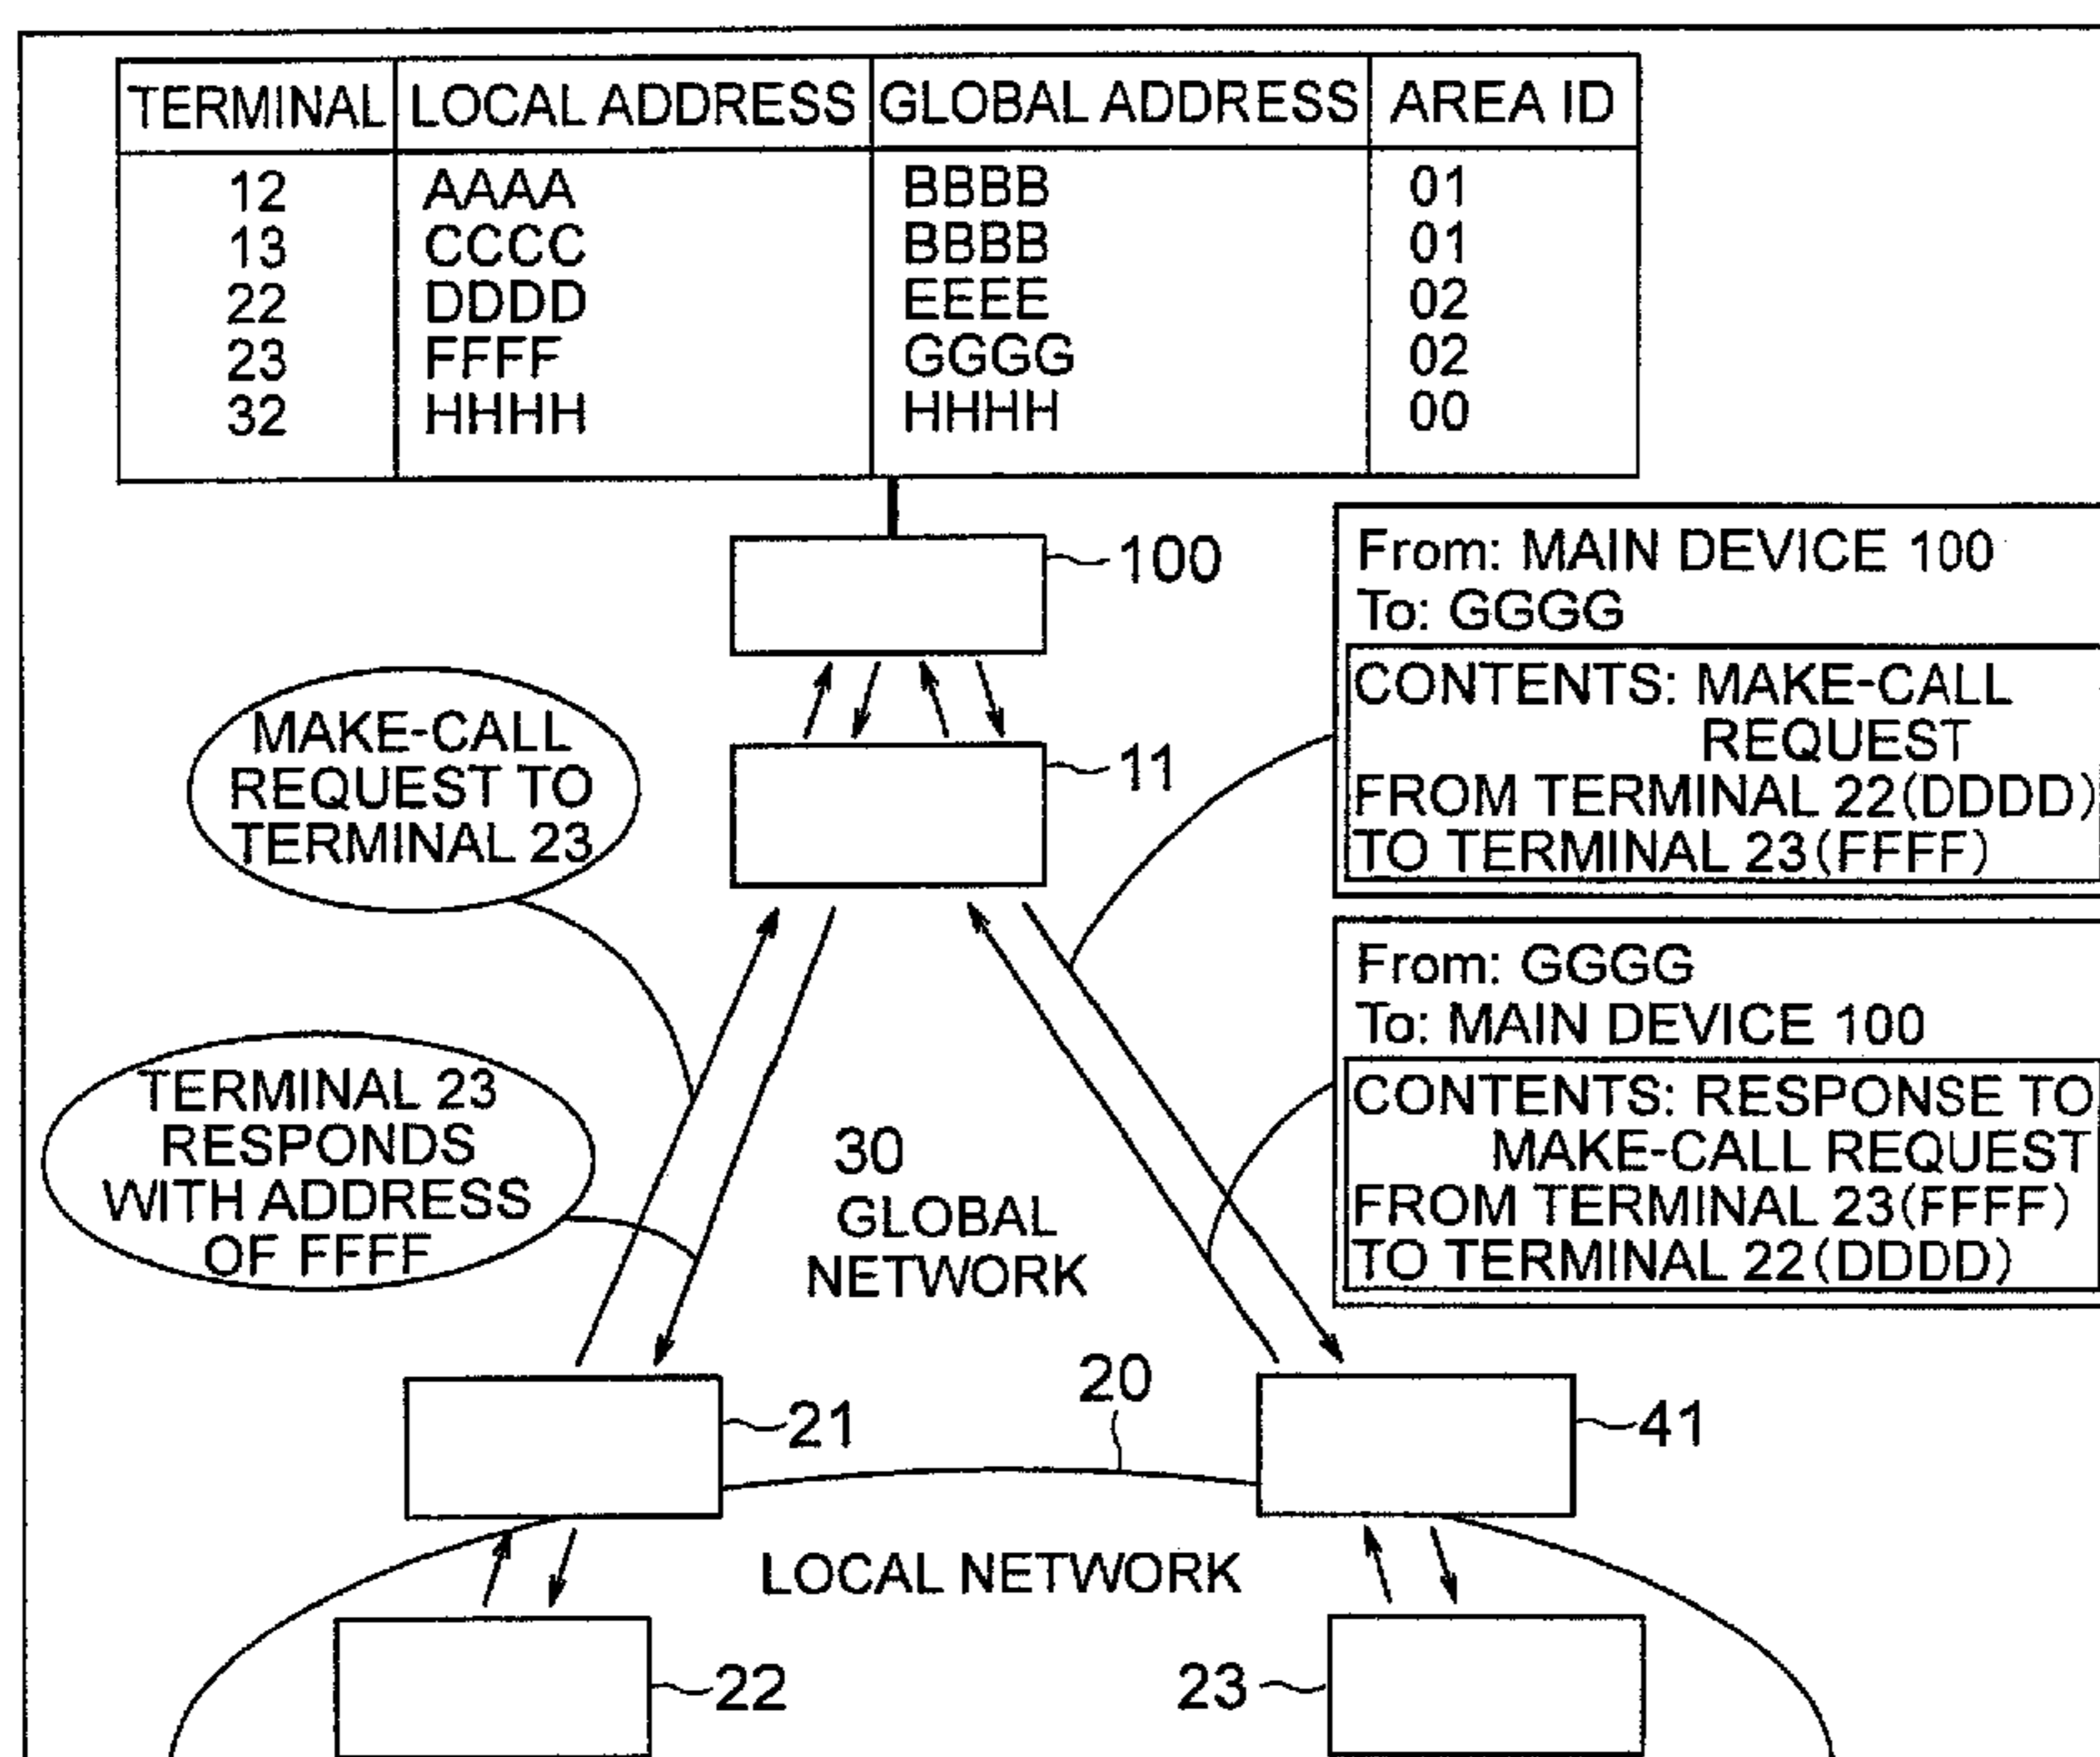 TERMINAL LOCAL ADDRESS GLOBAL ADDRESS AREA ID
12 AAAA BBBB 01
13 CCCC BBBB 01
22 DDDD EEEE 02
23 FFFF GGGG 02
32 HHHH HHHH 00
100
From: MAIN DEVICE 100
To: GGGG
CONTENTS: MAKE-CALL
REQUEST
FROM TERMINAL 22(DDDD)
TO TERMINAL 23(FFFF)
MAKE-CALL
REQUEST TO
TERMINAL 23
11
From: GGGG
To: MAIN DEVICE 100
CONTENTS: RESPONSE TO
MAKE-CALL REQUEST
FROM TERMINAL 23(FFFF)
TO TERMINAL 22(DDDD)
TERMINAL 23
RESPONDS
WITH ADDRESS
OF FFFF
30
GLOBAL
NETWORK
21
20
41
LOCAL NETWORK
22
23